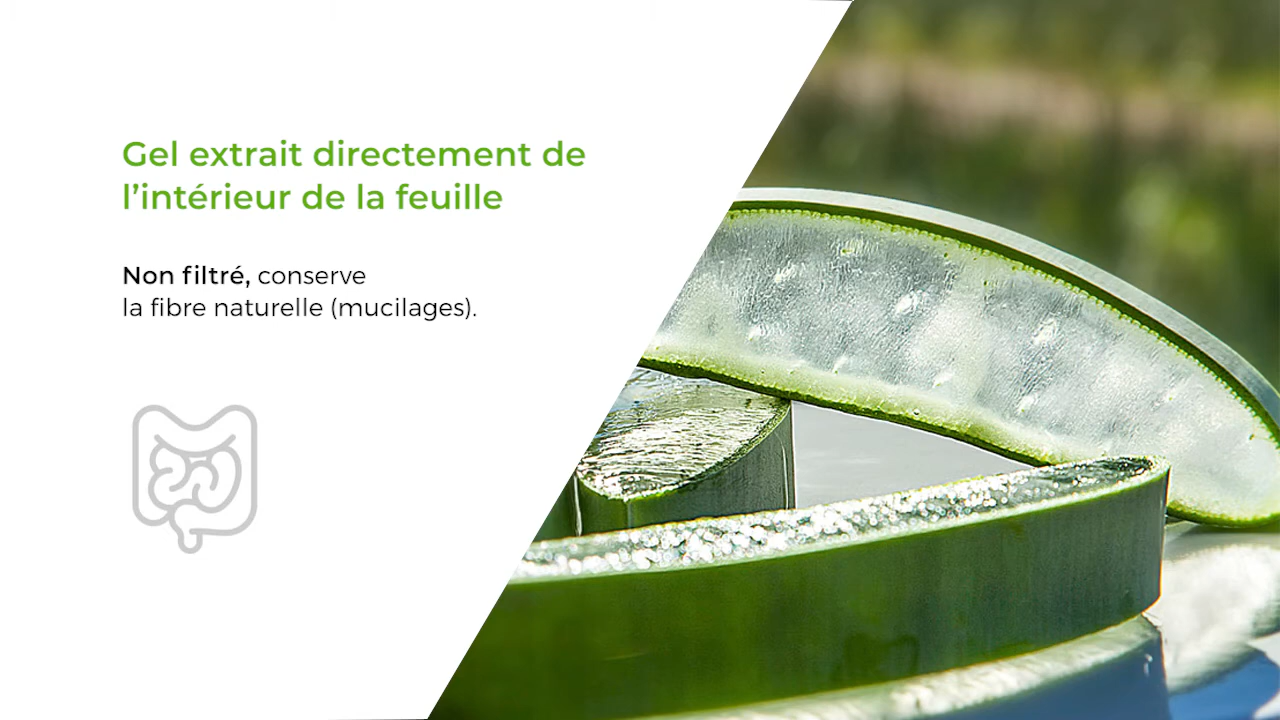 Gel extrait directement de
l’intérieur de la feuille
Non filtré, conserve
la fibre naturelle (mucilages).